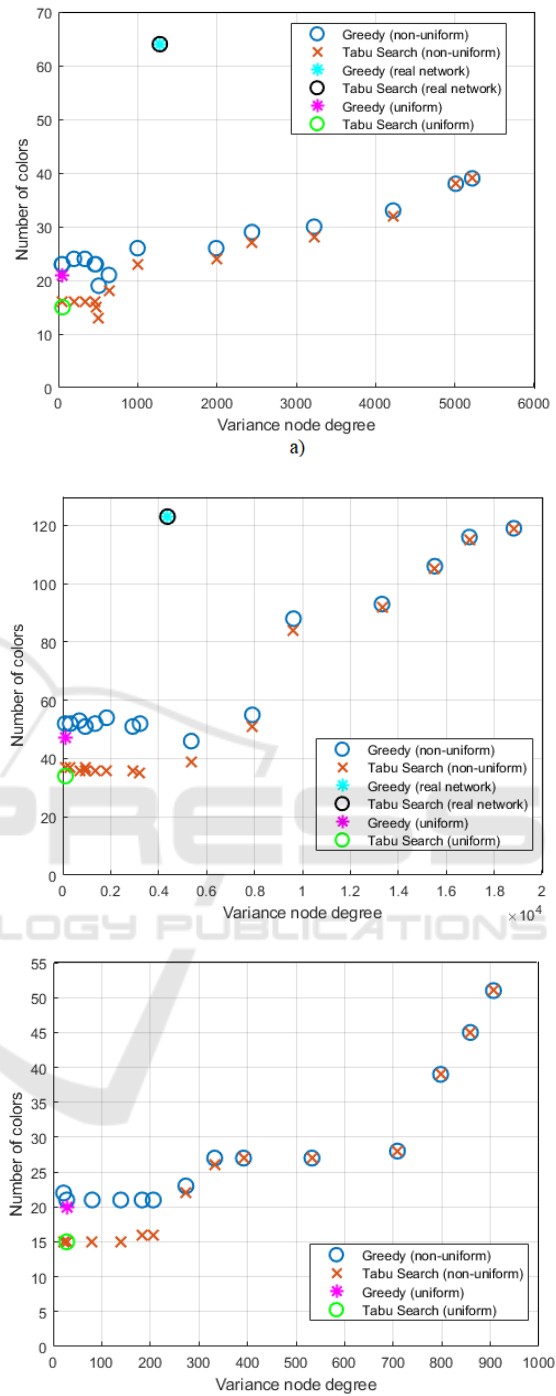 70
60
50
40
30
20
10
0
Number of colors
Greedy (non-uniform)
Tabu Search (non-uniform)
Greedy (real network)
Tabu Search (real network)
Greedy (uniform)
Tabu Search (uniform)
0 1000 2000 3000 4000 5000 6000
Variance node degree
a)
120
100
80
60
40
20
0
Number of colors
Greedy (non-uniform)
Tabu Search (non-uniform)
Greedy (real network)
Tabu Search (real network)
Greedy (uniform)
Tabu Search (uniform)
0 0.2 0.4 0.6 0.8 1 1.2 1.4 1.6 1.8 2
Variance node degree
× 10^4
PRESS
OLOGY PUBLICATIONS
55
50
45
40
35
30
25
20
15
10
5
0
Number of colors
Greedy (non-uniform)
Tabu Search (non-uniform)
Greedy (uniform)
Tabu Search (uniform)
0 100 200 300 400 500 600 700 800 900 1000
Variance node degree